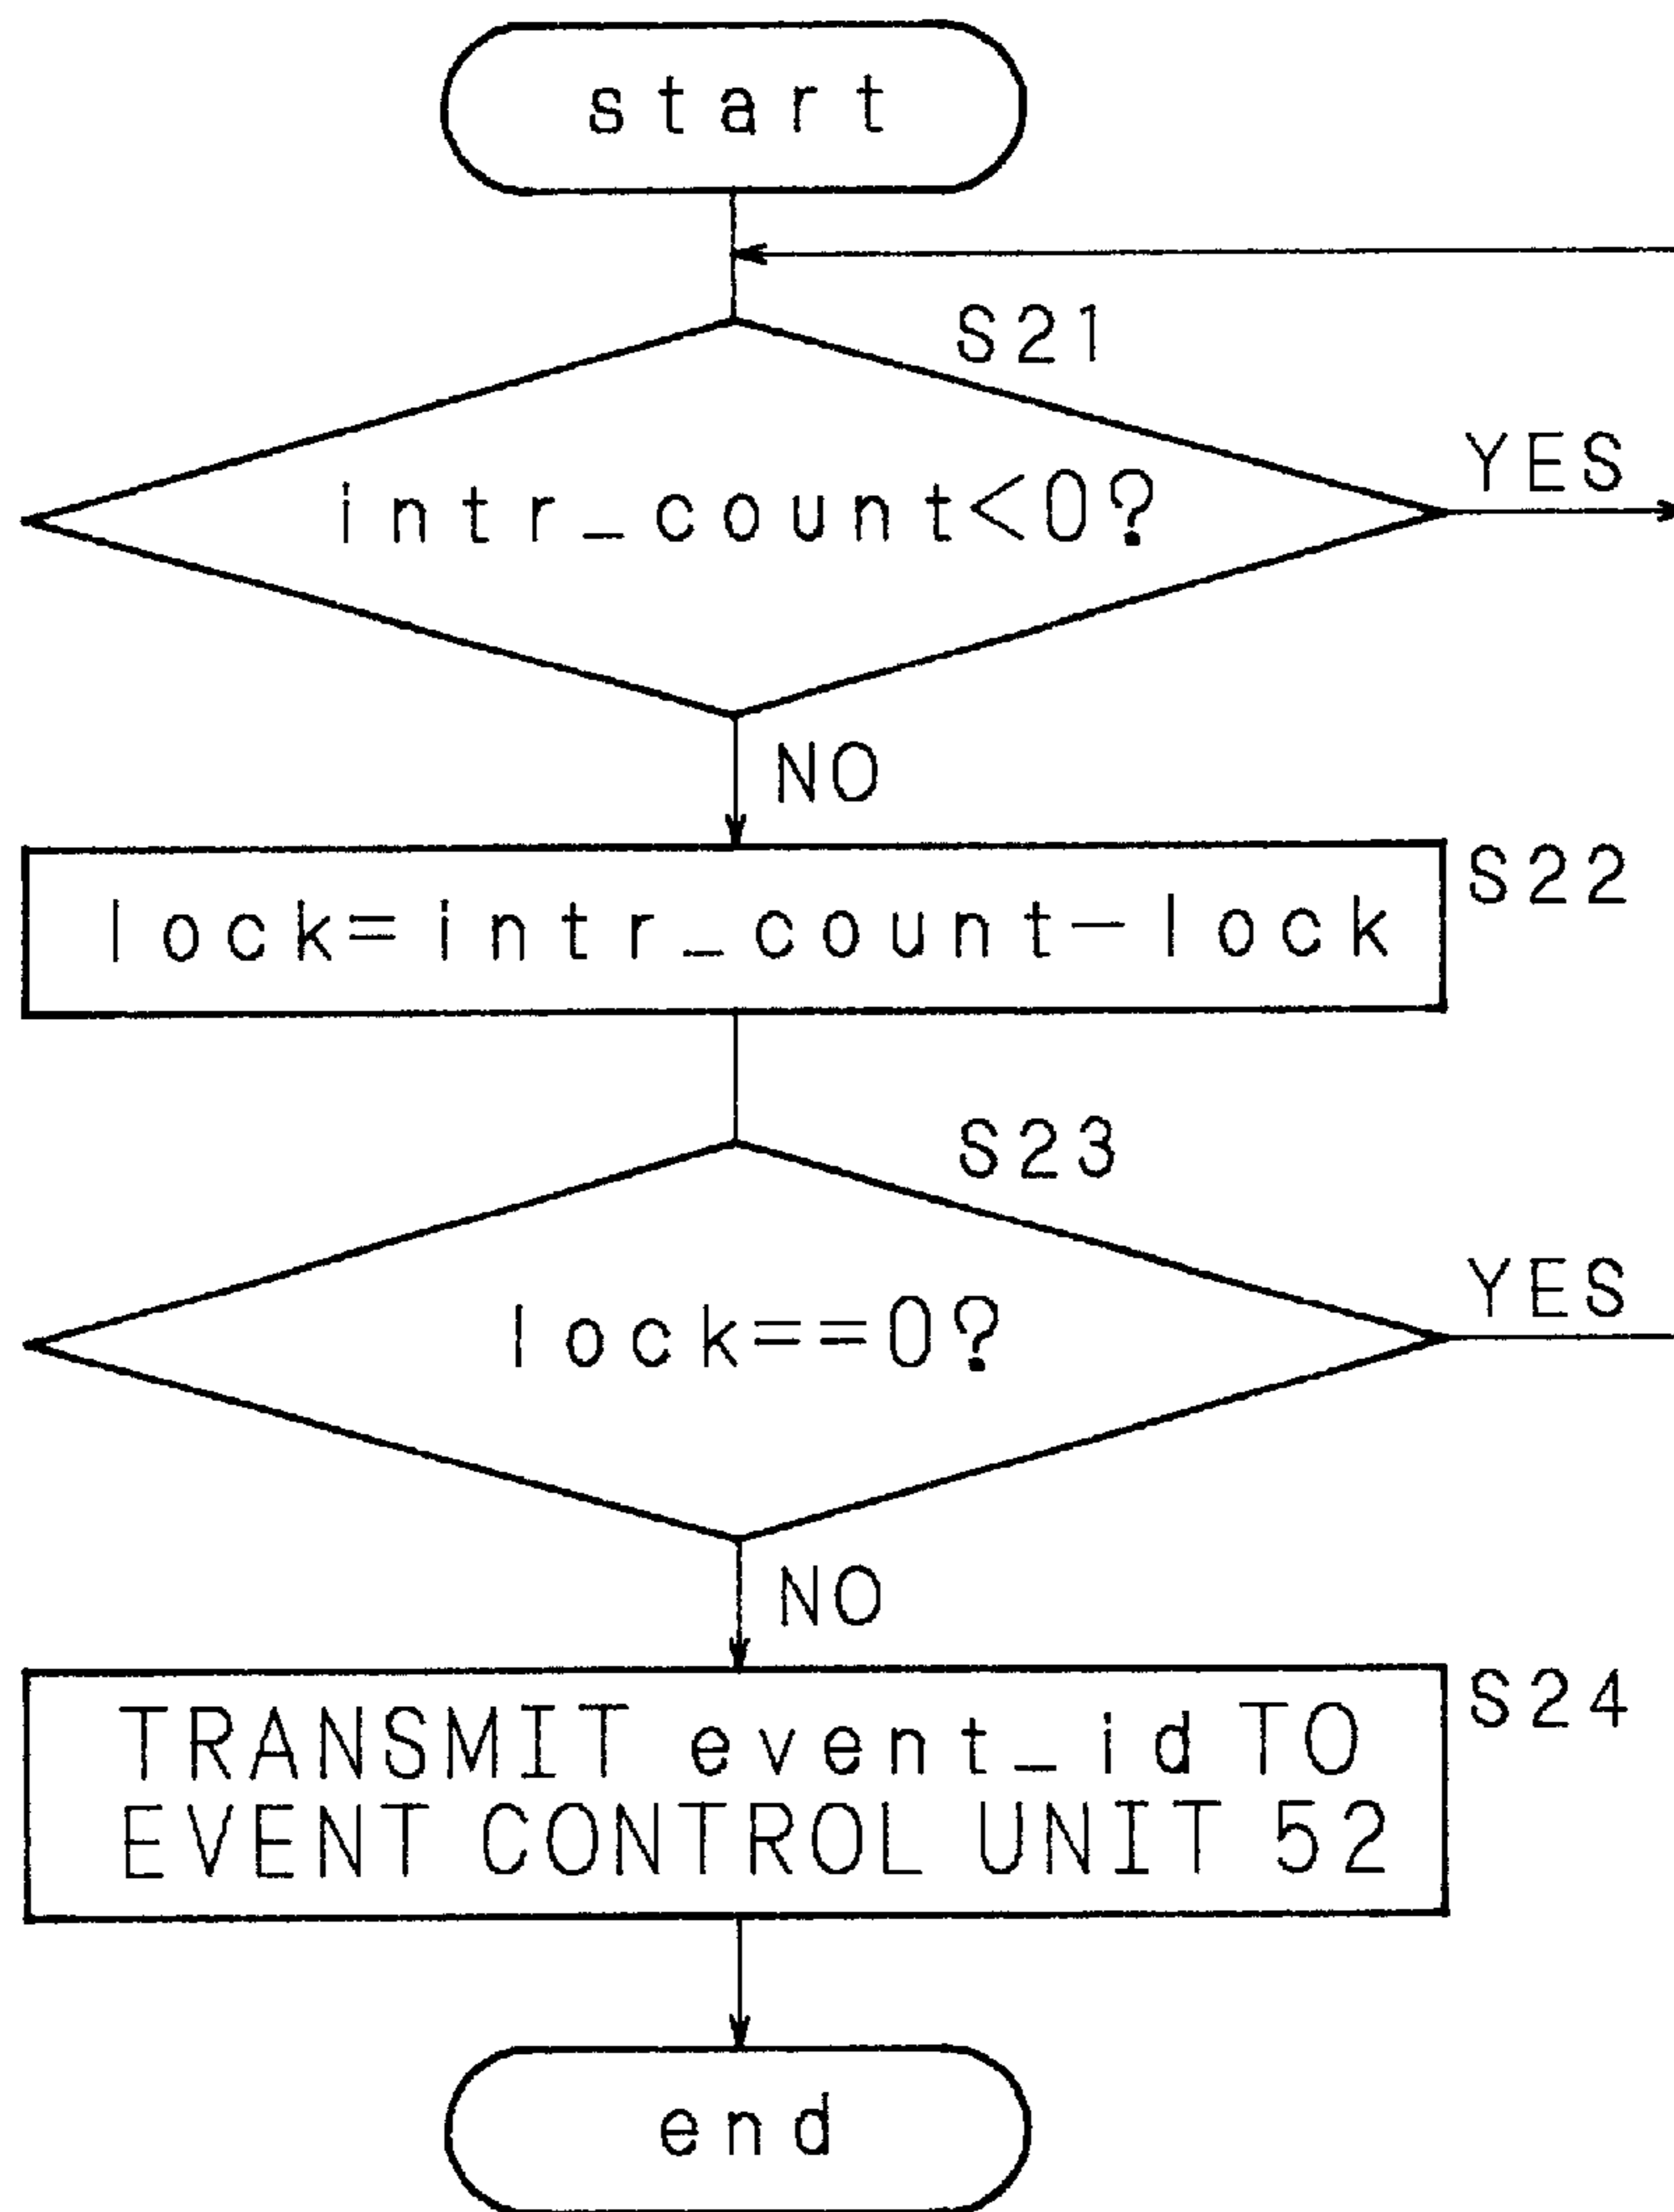 start
S21
intr_count<0?
YES
NO
S22
lock=intr_count-lock
S23
lock==0?
YES
NO
S24
TRANSMIT event_id TO
EVENT CONTROL UNIT 52
end